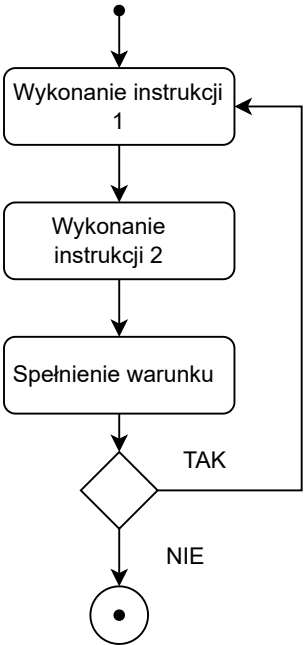 Wykonanie instrukcji
1
Wykonanie
instrukcji 2
Spełnienie warunku
TAK
NIE